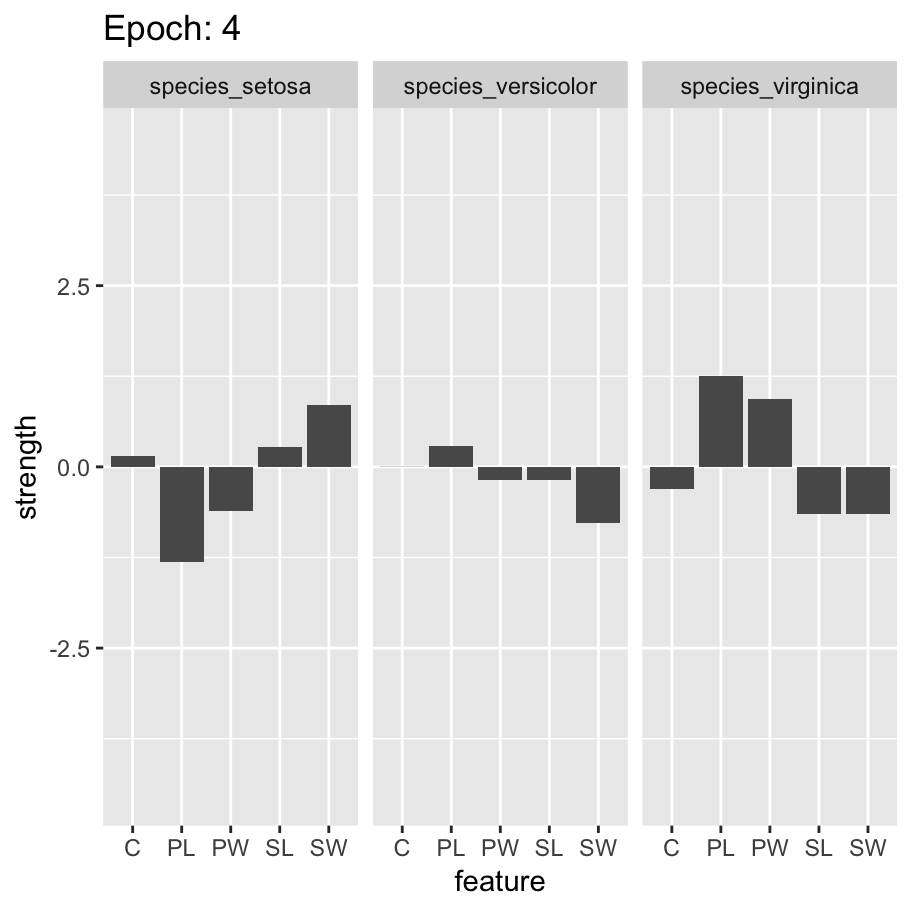 Epoch: 4
species_setosa species_versicolor species_virginica
2.5
0.0
-2.5
strength
C PL PW SL SW C PL PW SL SW C PL PW SL SW
feature